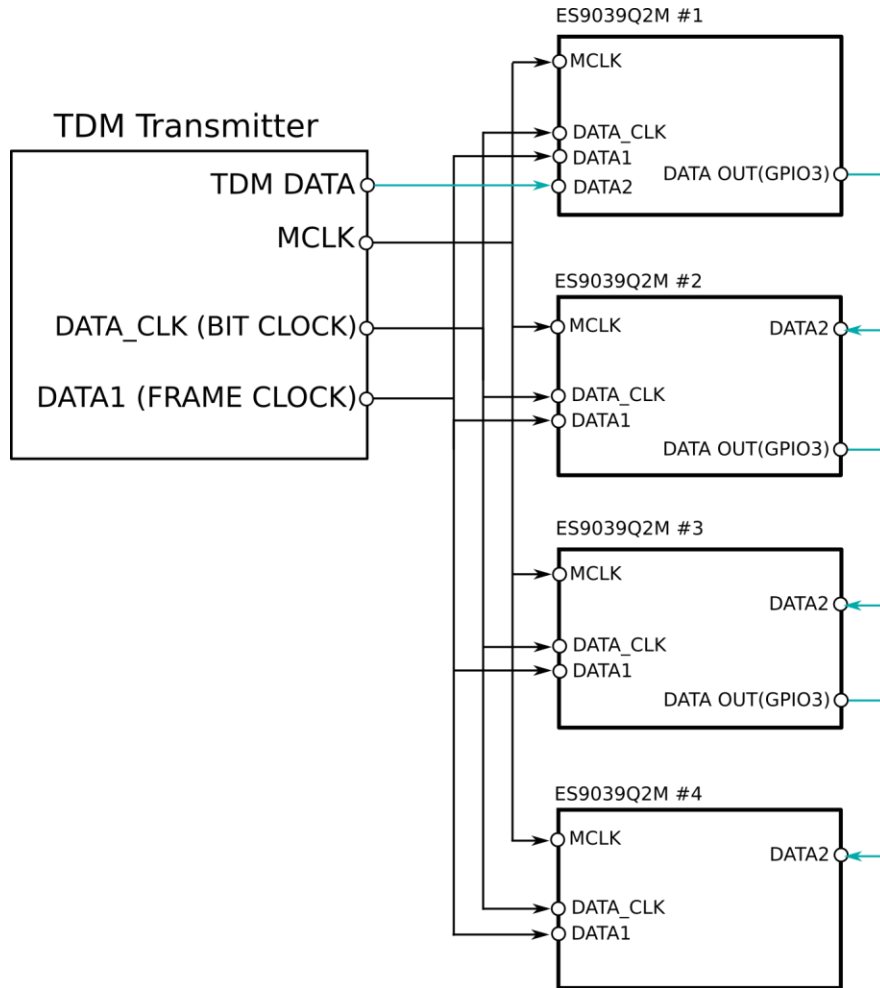 ES9039Q2M #1
MCLK
DATA_CLK
DATA1
DATA2
DATA OUT(GPIO3)
TDM Transmitter
TDM DATA
MCLK
DATA_CLK (BIT CLOCK)
DATA1 (FRAME CLOCK)
ES9039Q2M #2
MCLK
DATA2
DATA_CLK
DATA1
DATA OUT(GPIO3)
ES9039Q2M #3
MCLK
DATA2
DATA_CLK
DATA1
DATA OUT(GPIO3)
ES9039Q2M #4
MCLK
DATA2
DATA_CLK
DATA1